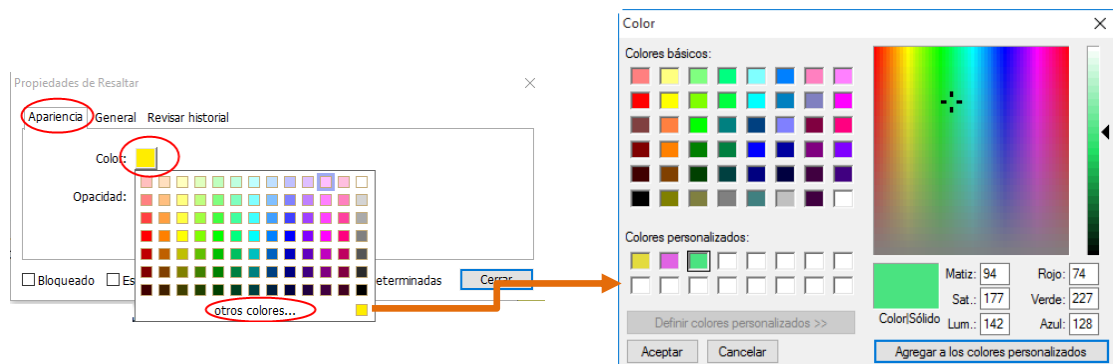 Propiedades de Resaltar
Apariencia General Revisar historial
Color:
Opacidad:
Bloqueado Es eterminadas Cerrar
otros colores...
Color
Colores básicos:
Colores personalizados:
Definir colores personalizados >>
Aceptar Cancelar
Color|Sólido
Matiz: 94 Rojo: 74
Sat.: 177 Verde: 227
Lum.: 142 Azul: 128
Agregar a los colores personalizados